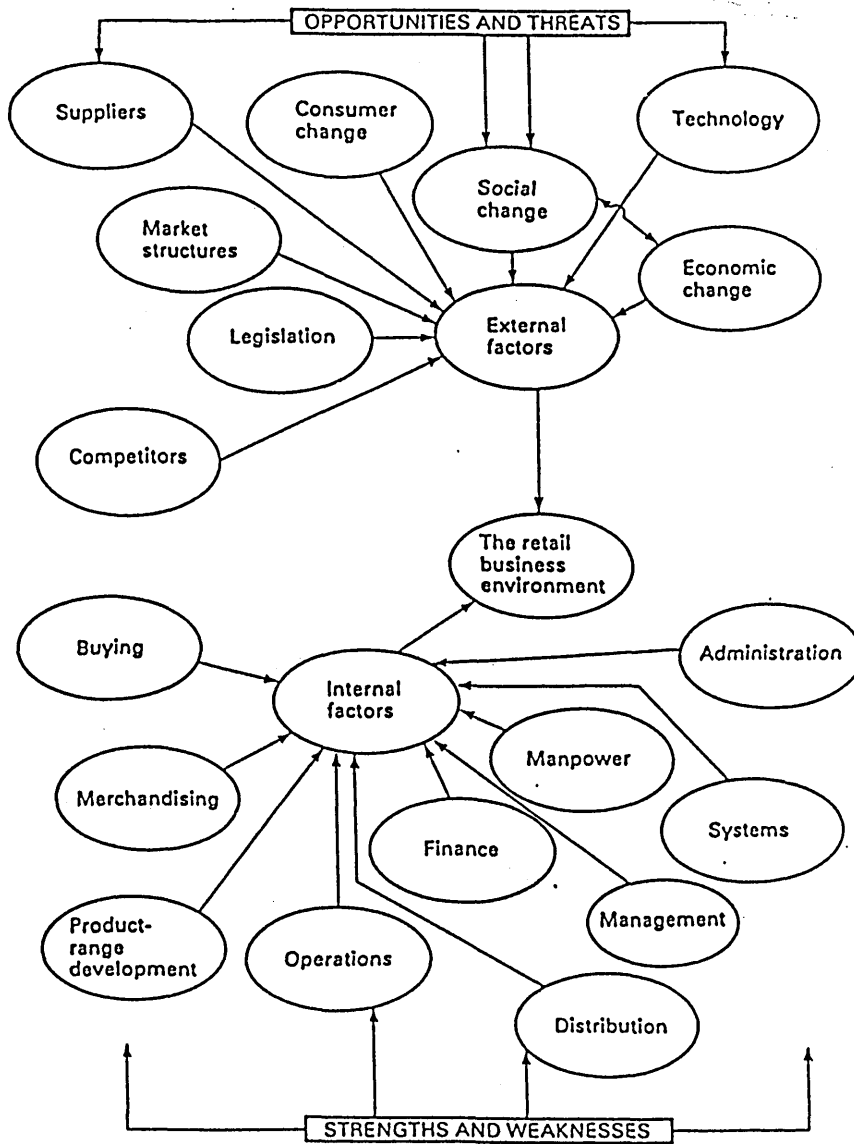 OPPORTUNITIES AND THREATS
Suppliers
Consumer
change
Technology
Social
change
Market
structures
Economic
change
Legislation
External
factors
Competitors
The retail
business
environment
Buying
Administration
Internal
factors
Manpower
Merchandising
Systems
Finance
Management
Product-
range
development
Operations
Distribution
STRENGTHS AND WEAKNESSES